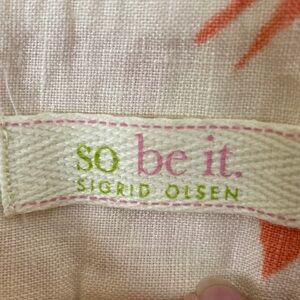 so be it.
SIGRID OLSEN